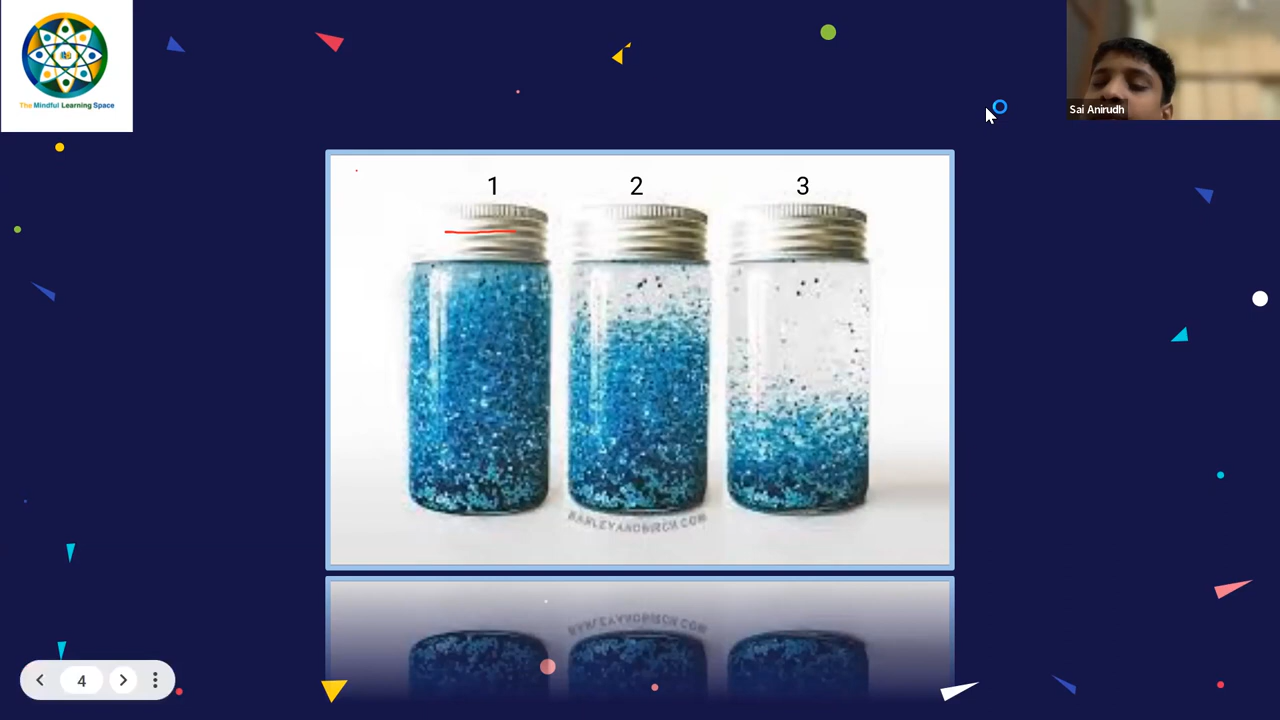 The Mindful Learning Space
Sai Anirudh
1 2 3
BARLEYANDBIRCH.COM
4